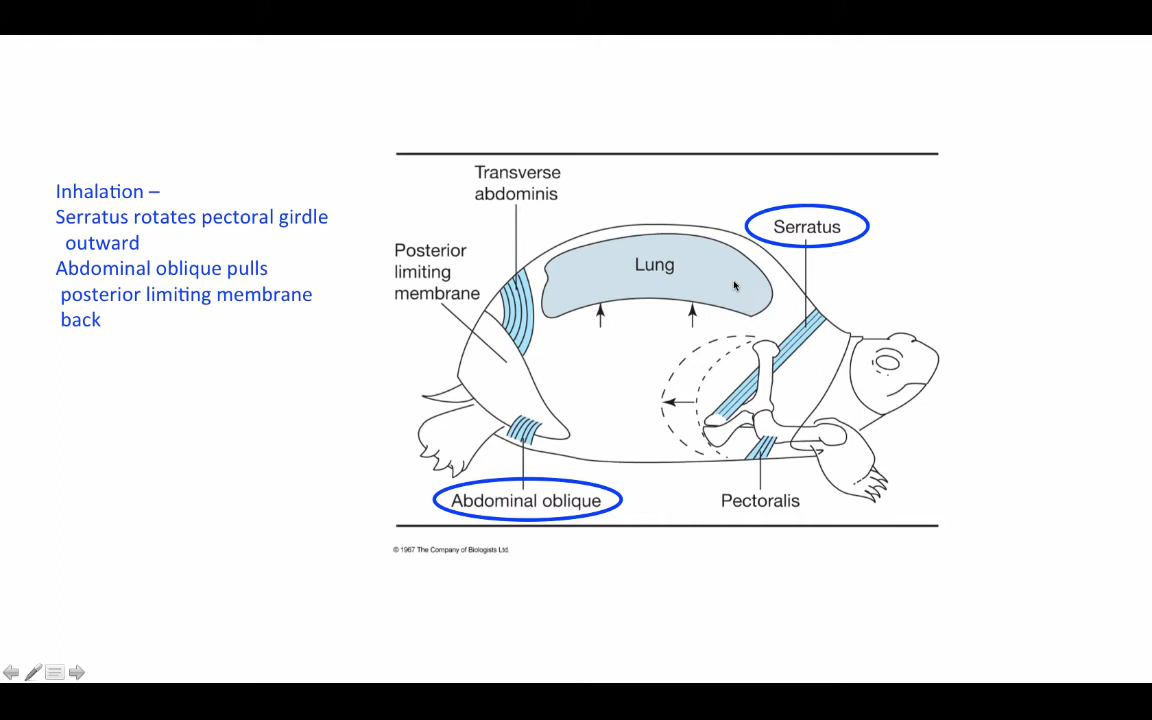 Inhalation –
Serratus rotates pectoral girdle
outward
Abdominal oblique pulls
posterior limiting membrane
back
Transverse
abdominis
Serratus
Posterior
limiting
membrane
Lung
Abdominal oblique
Pectoralis
© 1987 The Company of Biologists Ltd.